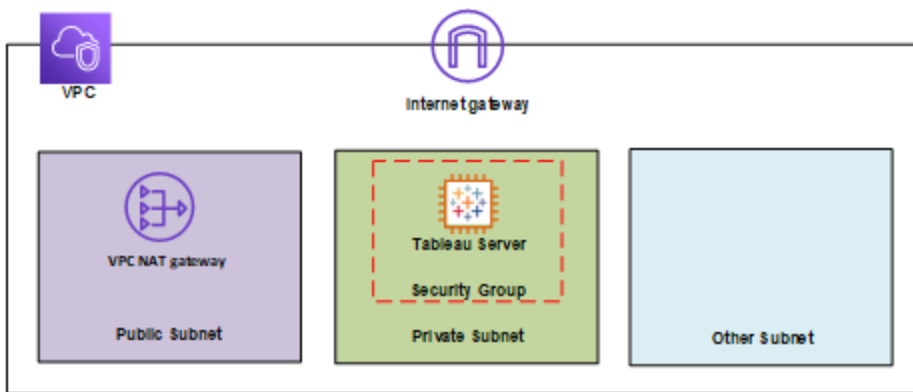 VPC
Internet gateway
VPC NAT gateway
Public Subnet
Tableau Server
Security Group
Private Subnet
Other Subnet